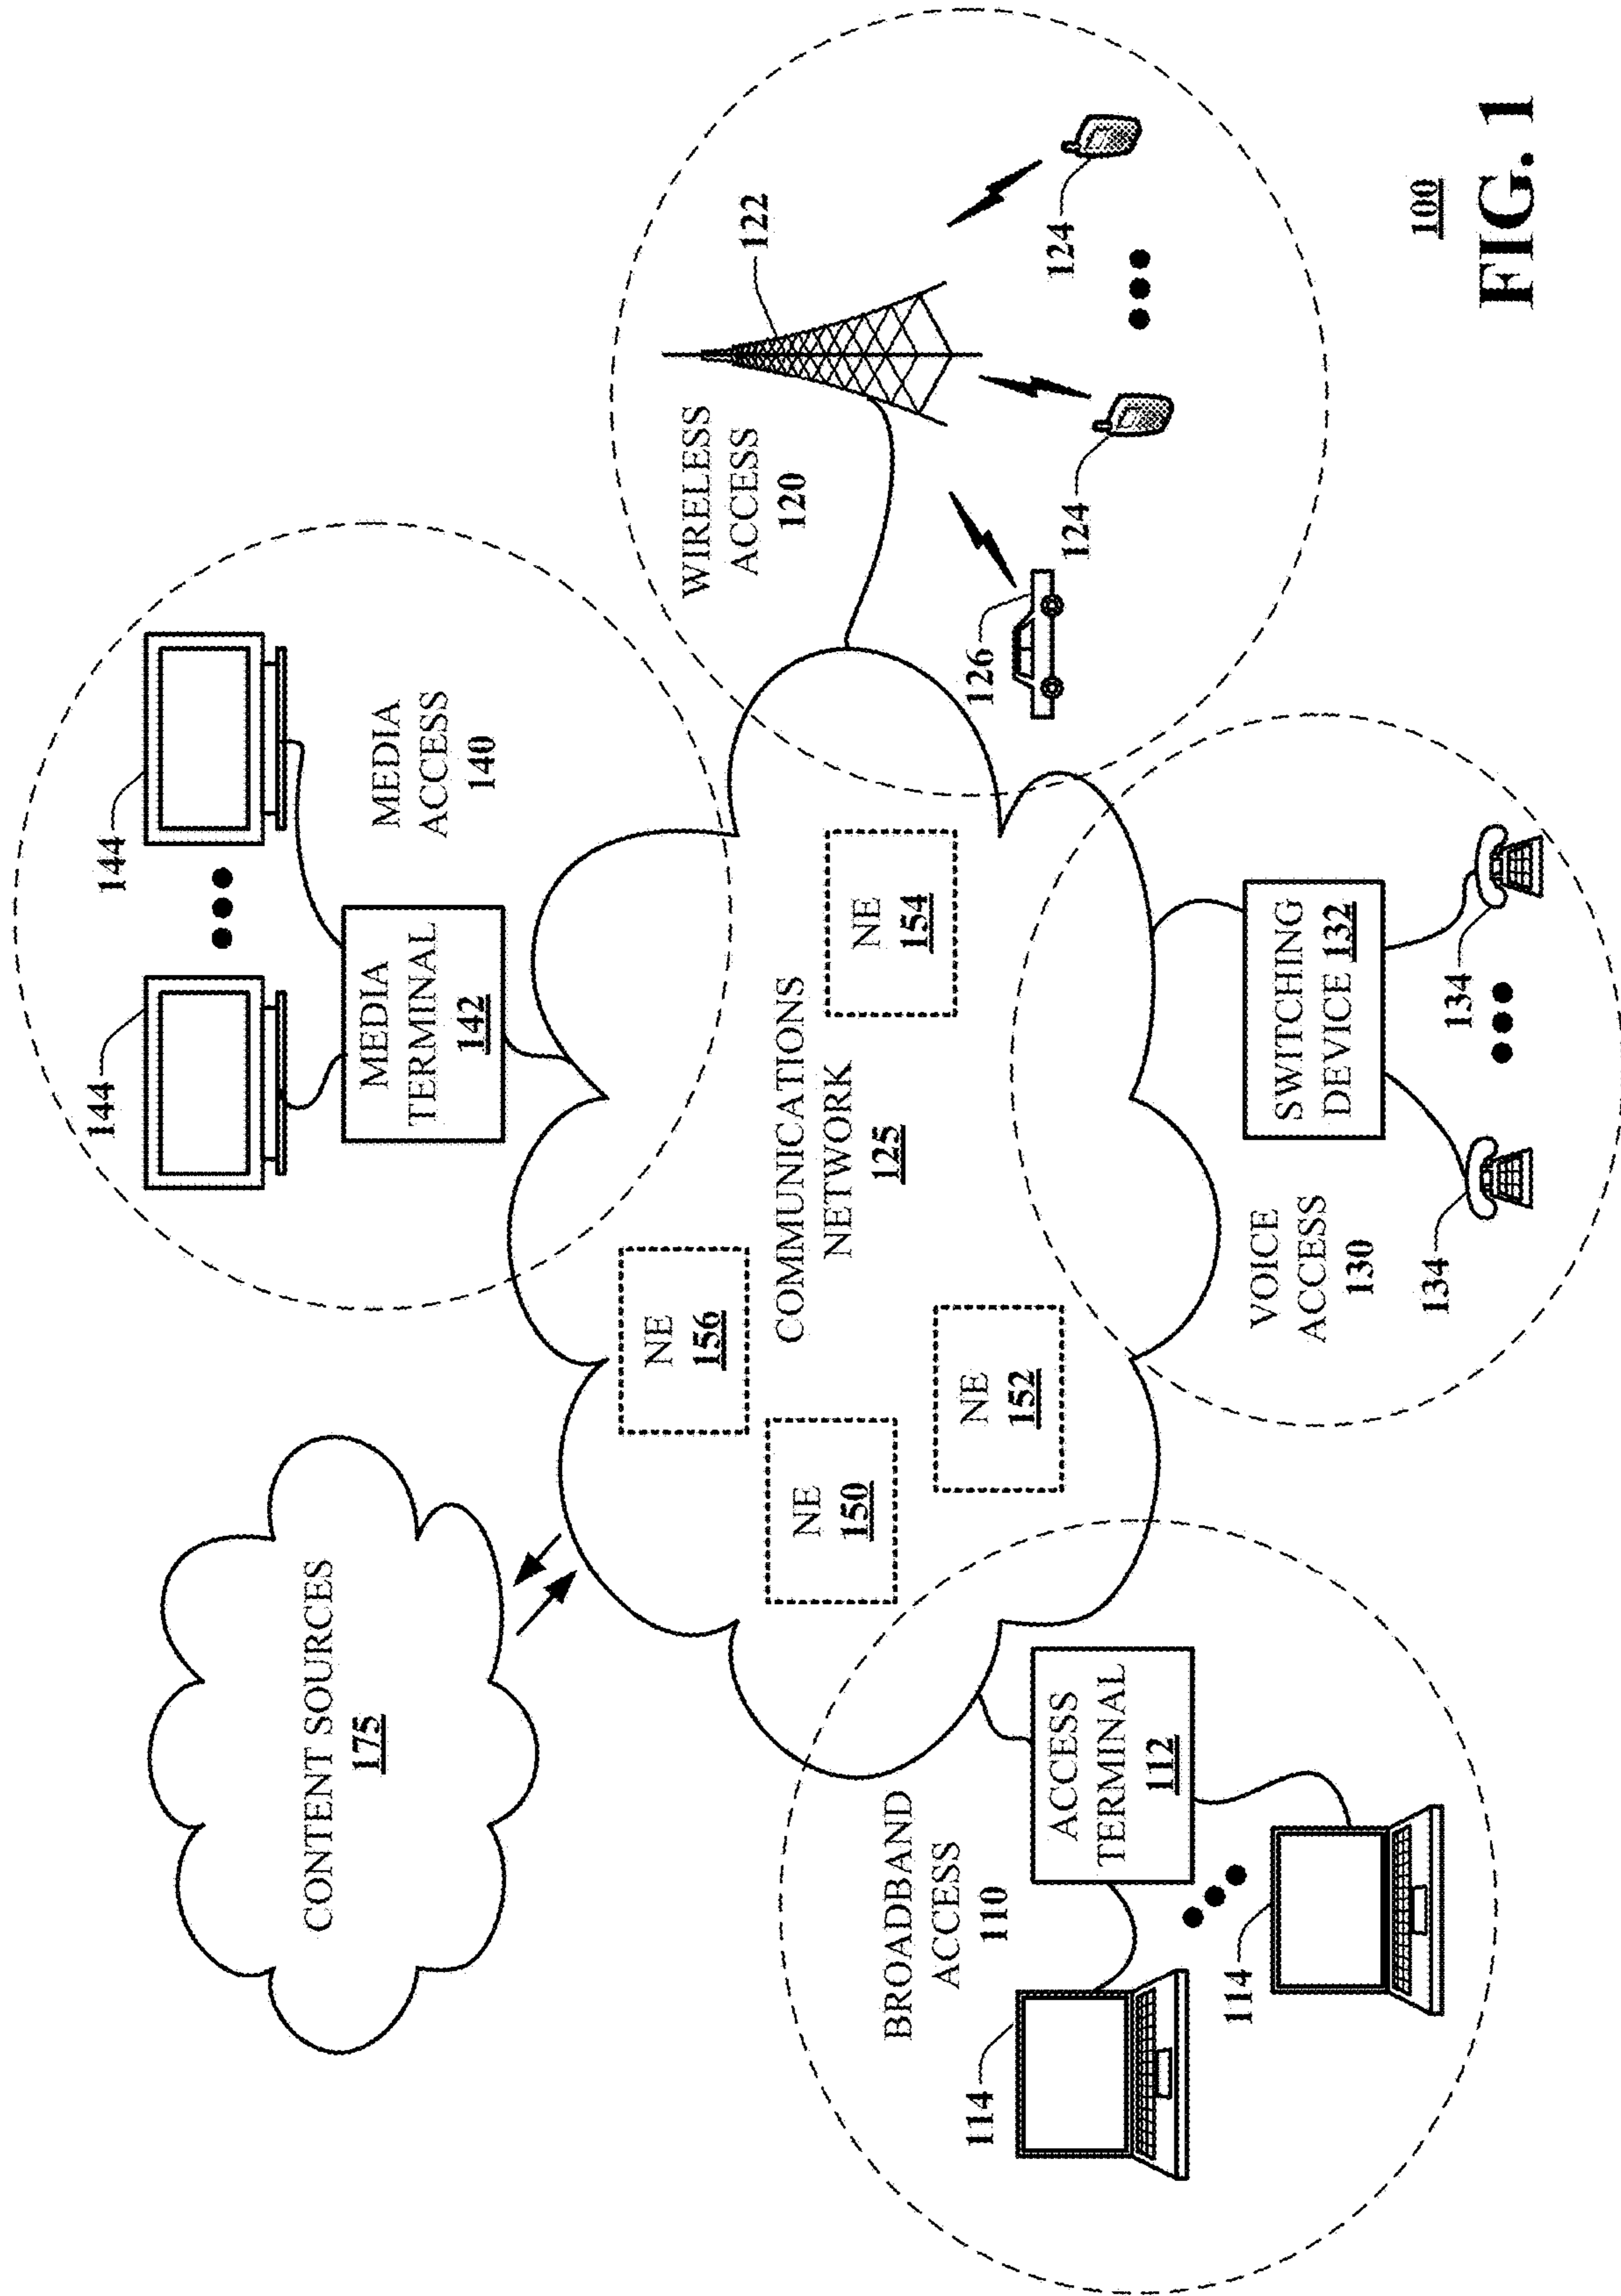 CONTENT SOURCES
175
144
144
MEDIA
TERMINAL
142
MEDIA
ACCESS
140
BROADBAND
ACCESS
110
114
114
ACCESS
TERMINAL
112
NE
150
NE
156
NE
152
COMMUNICATIONS
NETWORK
125
NE
154
WIRELESS
ACCESS
120
122
126
124
124
VOICE
ACCESS
130
SWITCHING
DEVICE 132
134
134
100
FIG. 1